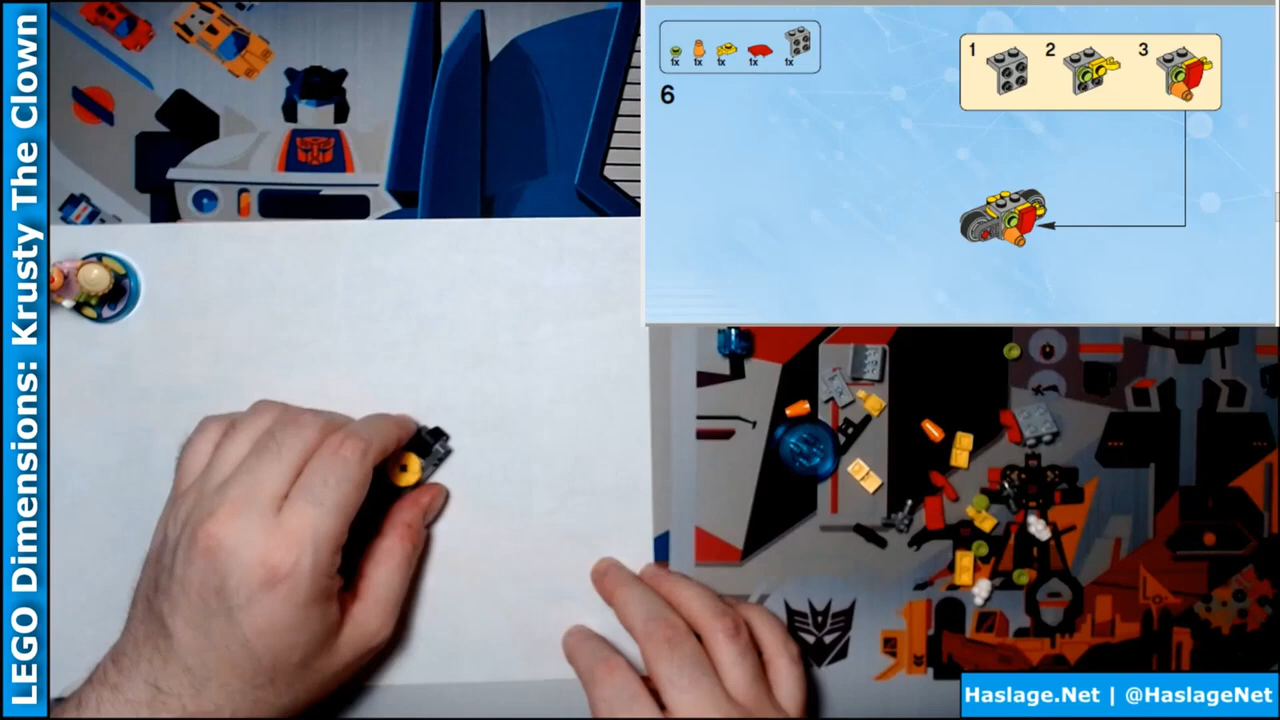 LEGO Dimensions: Krusty The Clown
1x 1x 1x 1x 1x
6
1 2 3
Haslage.Net | @HaslageNet